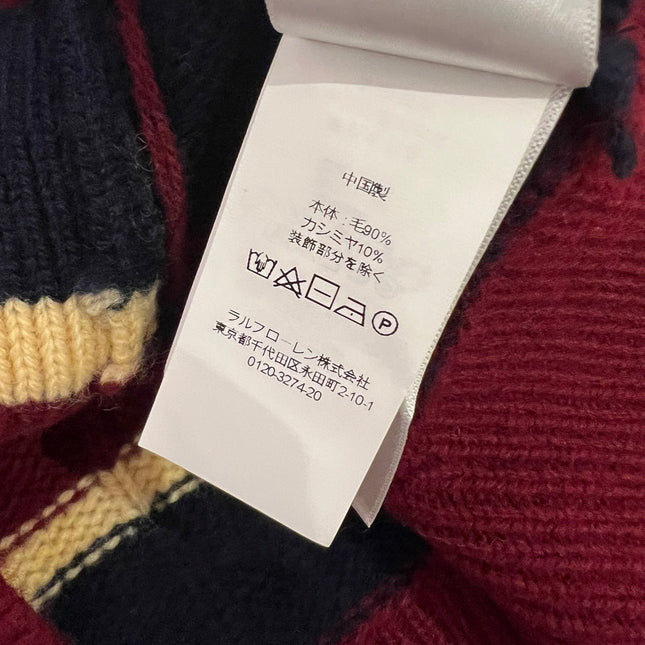 中国製
本体：毛90%
カシミヤ10%
装飾部分を除く
P
ラルフローレン株式会社
東京都千代田区永田町2-10-1
0120-3274-20